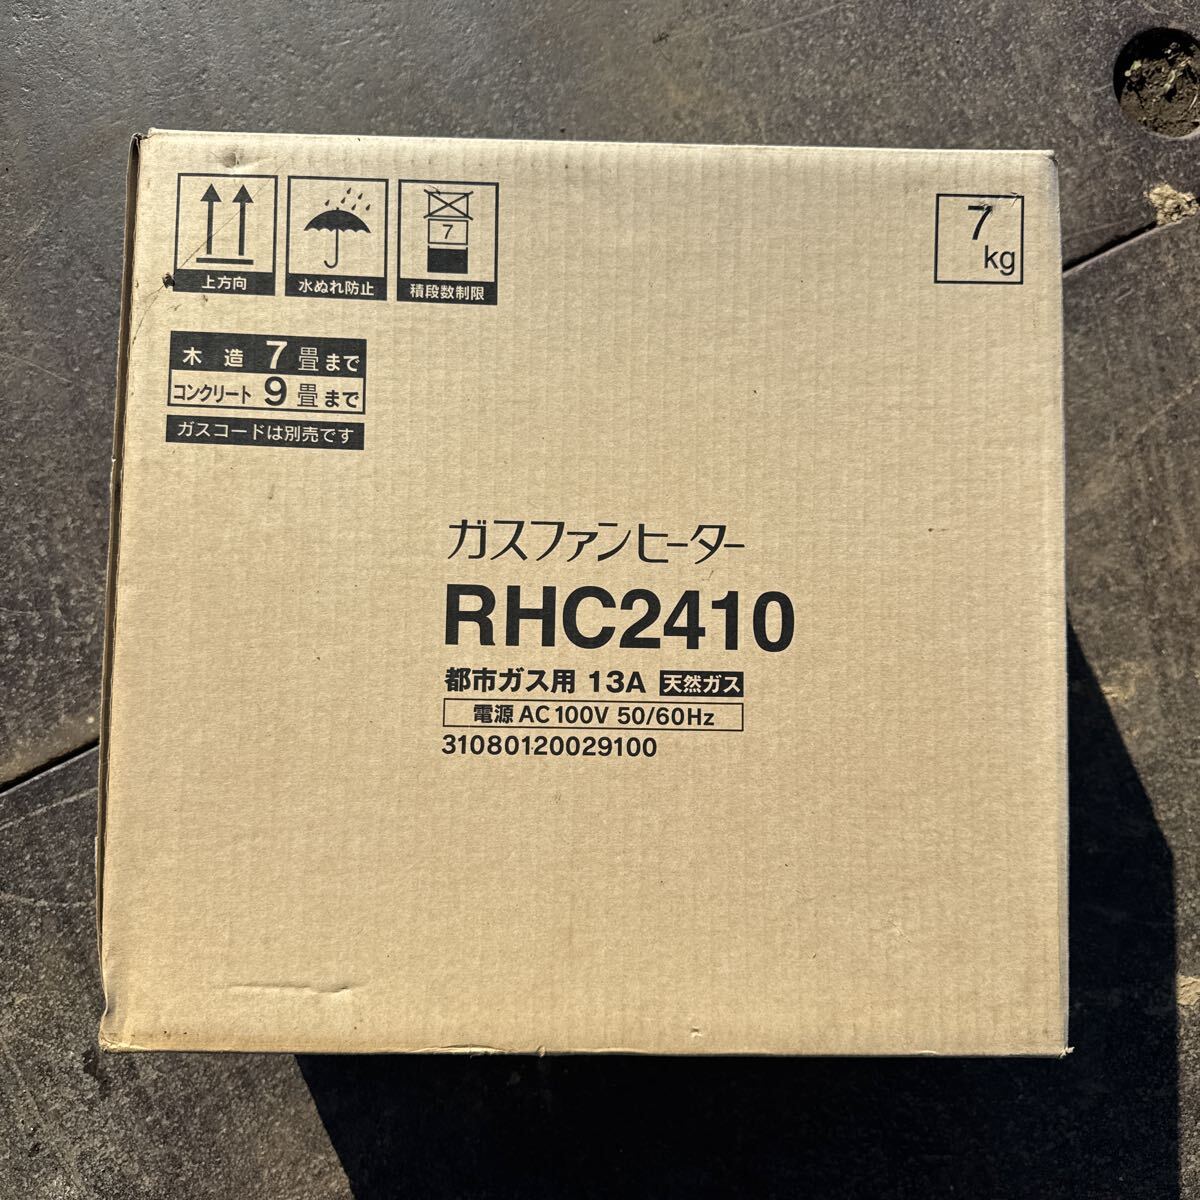 上方向
水ぬれ防止
7
積段数制限
7
kg
木造 7畳まで
コンクリート 9畳まで
ガスコードは別売です
ガスファンヒーター
RHC2410
都市ガス用 13A 天然ガス
電源 AC100V 50/60Hz
31080120029100